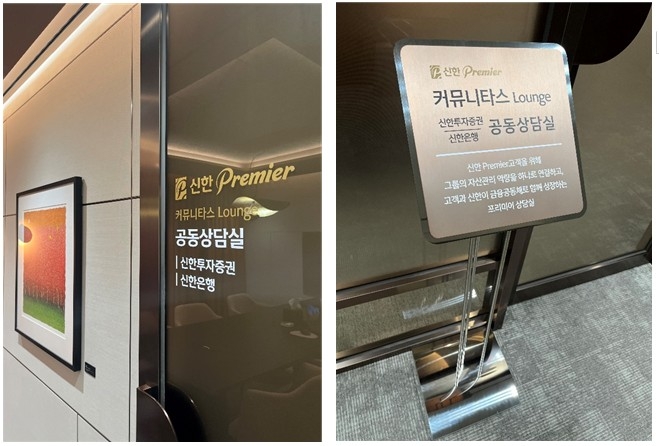 신한 Premier
커뮤니타스 Lounge
공동상담실
신한투자증권
신한은행
신한 Premier
커뮤니타스 Lounge
신한투자증권
신한은행
공동상담실
신한 Premier고객을 위해
그룹의 자산관리 역량을 하나로 연결하고,
고객과 신한이 금융공동체로 함께 성장하는
프리미어 상담실